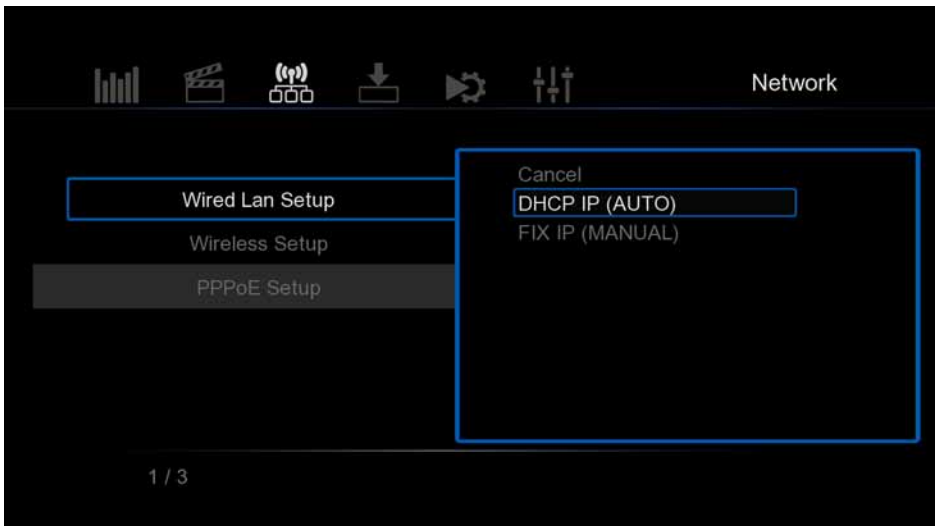 Network
Wired Lan Setup
Wireless Setup
PPPoE Setup
Cancel
DHCP IP (AUTO)
FIX IP (MANUAL)
1 / 3